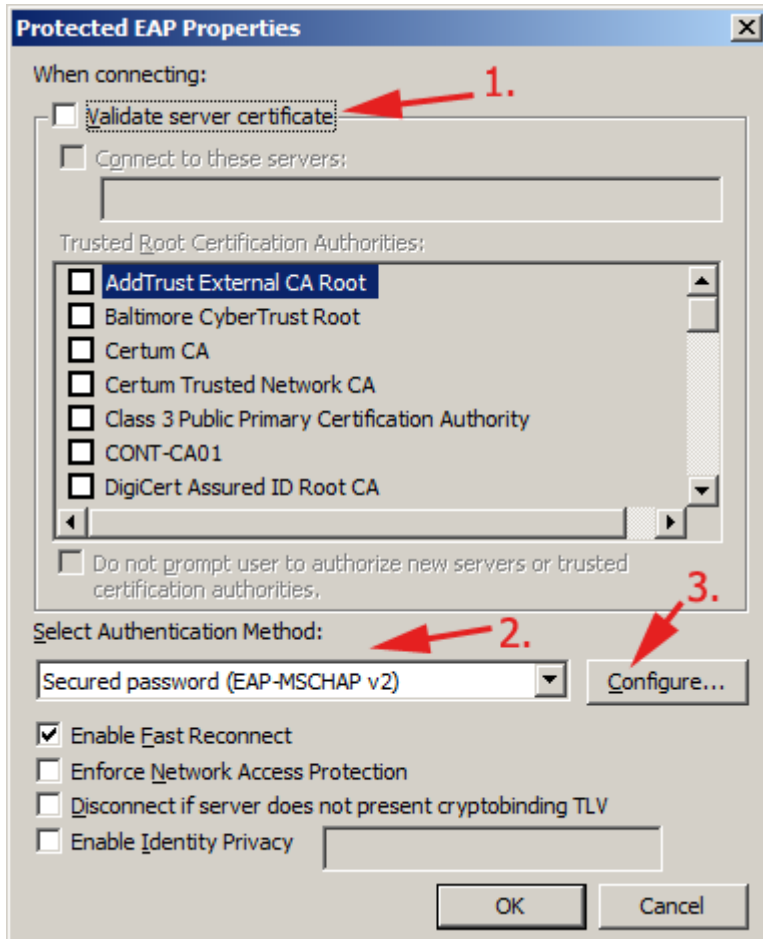 Protected EAP Properties
When connecting:
1.
Validate server certificate
Connect to these servers:
Trusted Root Certification Authorities:
AddTrust External CA Root
Baltimore CyberTrust Root
Certum CA
Certum Trusted Network CA
Class 3 Public Primary Certification Authority
CONT-CA01
DigiCert Assured ID Root CA
Do not prompt user to authorize new servers or trusted
certification authorities.
3.
Select Authentication Method:
2.
Secured password (EAP-MSCHAP v2)
Configure...
Enable Fast Reconnect
Enforce Network Access Protection
Disconnect if server does not present cryptobinding TLV
Enable Identity Privacy
OK
Cancel